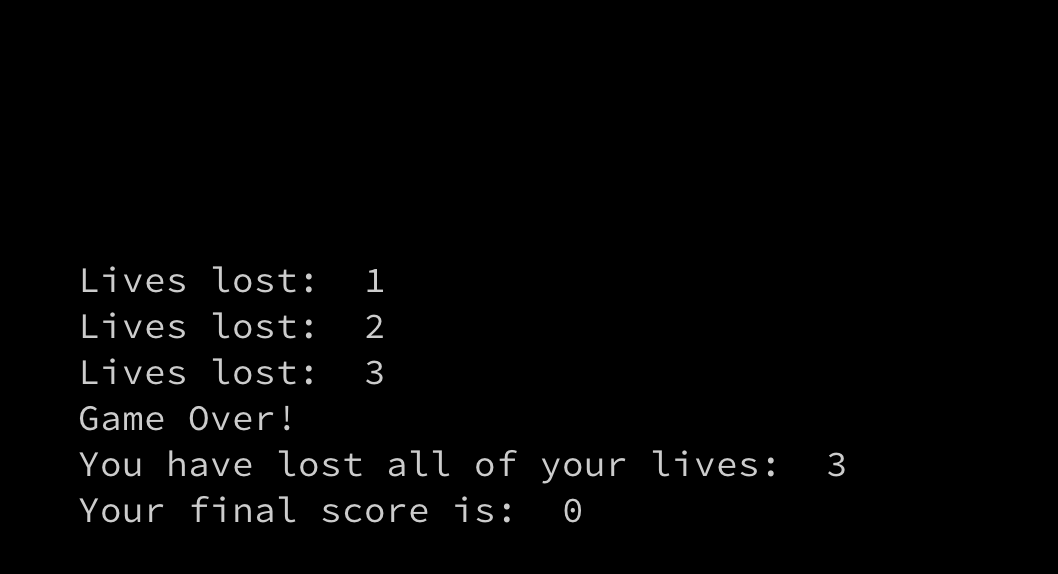 Lives lost:  1
Lives lost:  2
Lives lost:  3
Game Over!
You have lost all of your lives:  3
Your final score is:  0